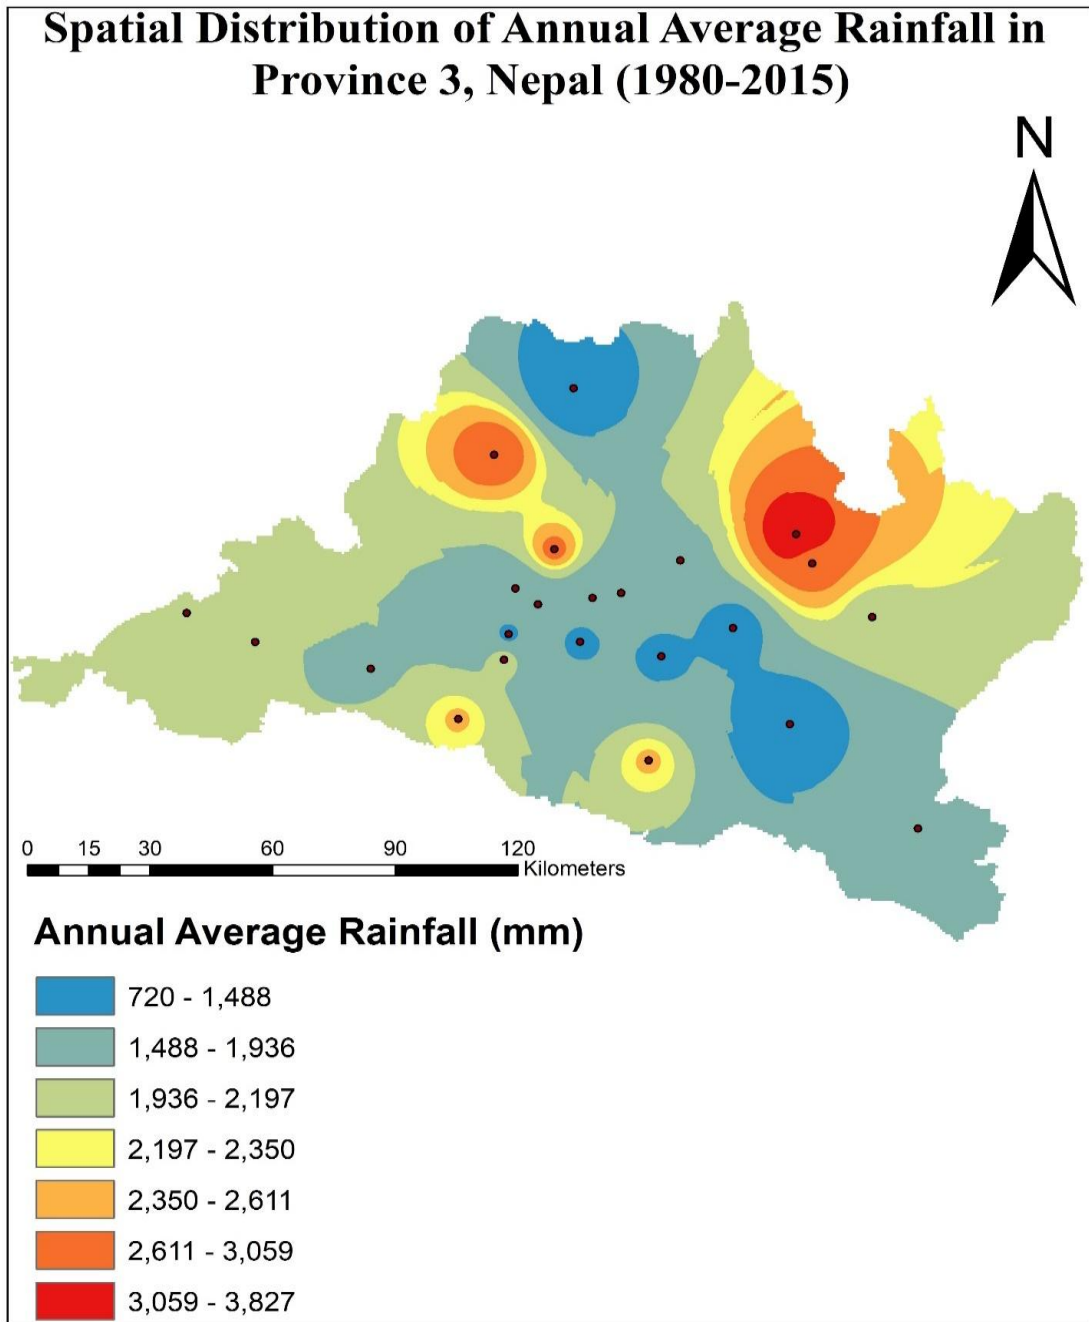 Spatial Distribution of Annual Average Rainfall in
Province 3, Nepal (1980-2015)
N
0 15 30 60 90 120
Kilometers
Annual Average Rainfall (mm)
720 - 1,488
1,488 - 1,936
1,936 - 2,197
2,197 - 2,350
2,350 - 2,611
2,611 - 3,059
3,059 - 3,827